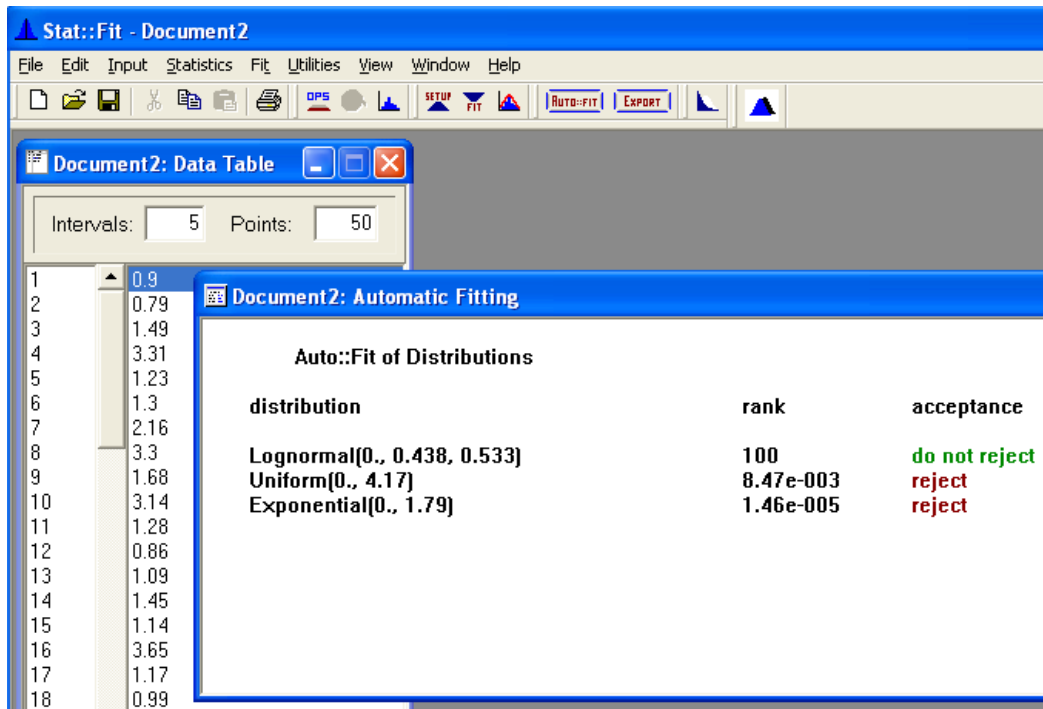 Stat::Fit - Document2
File Edit Input Statistics Fit Utilities View Window Help
OPS SETUP FIT AUTO::FIT EXPORT
Document2: Data Table
Intervals: 5 Points: 50
1 0.9
2 0.79
3 1.49
4 3.31
5 1.23
6 1.3
7 2.16
8 3.3
9 1.68
10 3.14
11 1.28
12 0.86
13 1.09
14 1.45
15 1.14
16 3.65
17 1.17
18 0.99
Document2: Automatic Fitting
Auto::Fit of Distributions
distribution rank acceptance
Lognormal(0., 0.438, 0.533) 100 do not reject
Uniform(0., 4.17) 8.47e-003 reject
Exponential(0., 1.79) 1.46e-005 reject